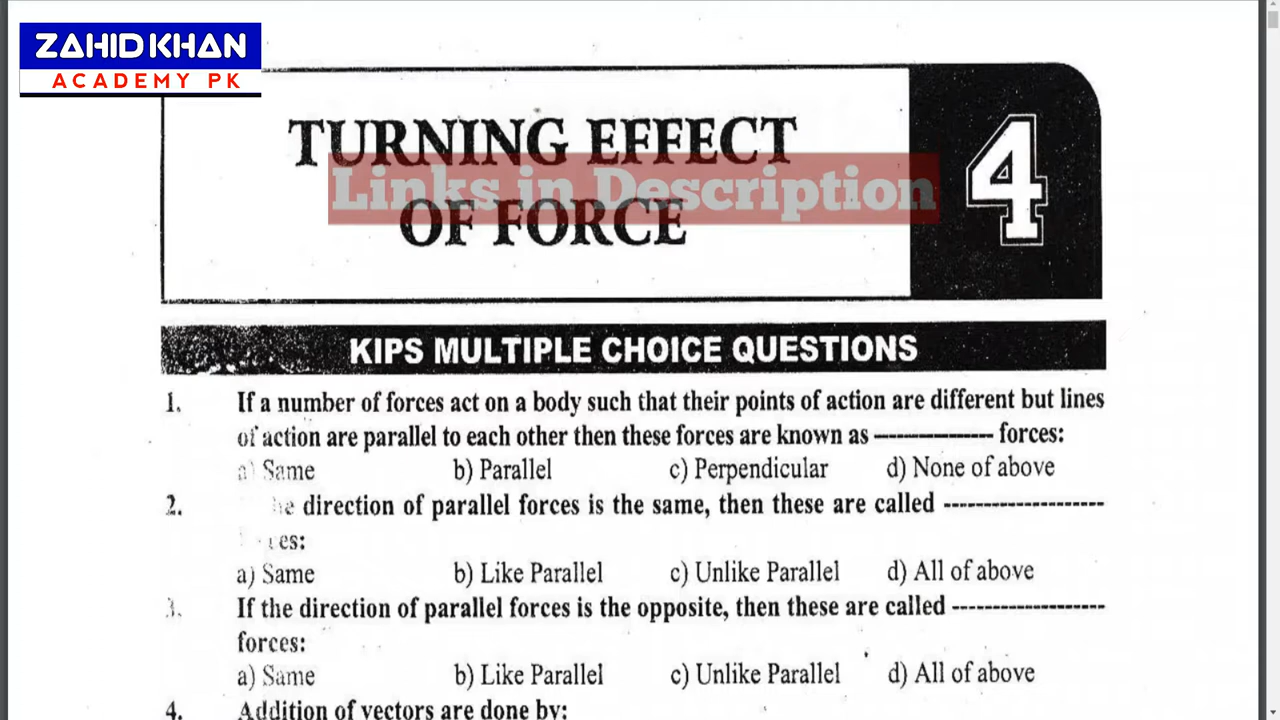 ZAHID KHAN
ACADEMY PK
TURNING EFFECT
Links in Description
OF FORCE
4
KIPS MULTIPLE CHOICE QUESTIONS
1. If a number of forces act on a body such that their points of action are different but lines
of action are parallel to each other then these forces are known as -------------- forces:
a) Same b) Parallel c) Perpendicular d) None of above
2. direction of parallel forces is the same, then these are called --------------------
a) Same b) Like Parallel c) Unlike Parallel d) All of above
3. If the direction of parallel forces is the opposite, then these are called -------------------
forces:
a) Same b) Like Parallel c) Unlike Parallel d) All of above
4. Addition of vectors are done by: